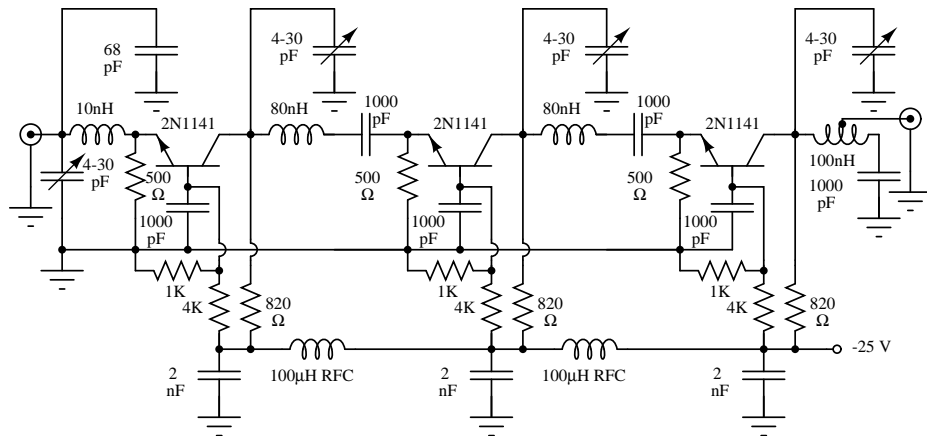 68
pF
4-30
pF
4-30
pF
4-30
pF
10nH
2N1141
80nH
1000
pF
2N1141
80nH
1000
pF
2N1141
100nH
4-30
pF
500
Ω
1000
pF
500
Ω
1000
pF
500
Ω
1000
pF
1000
pF
1K
4K
820
Ω
1K
4K
820
Ω
1K
4K
820
Ω
-25 V
2
nF
100μH RFC
2
nF
100μH RFC
2
nF